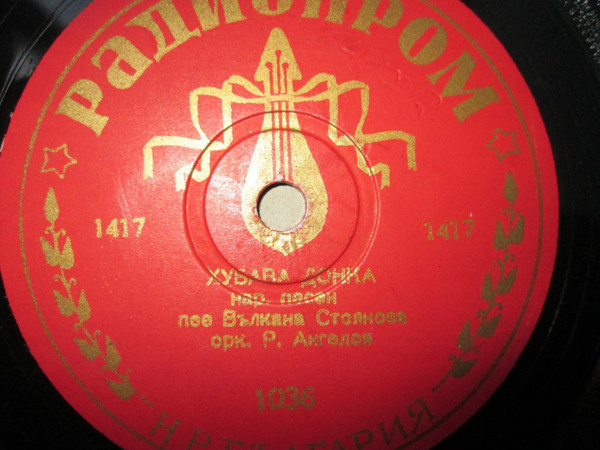 РАДИОПРОМ
1417
1417
ХУБАВА ДОНКА
нар. песен
пее Вълкана Стоянова
орк. Р. Ангелов
1036
Н.Р. БЪЛГАРИЯ